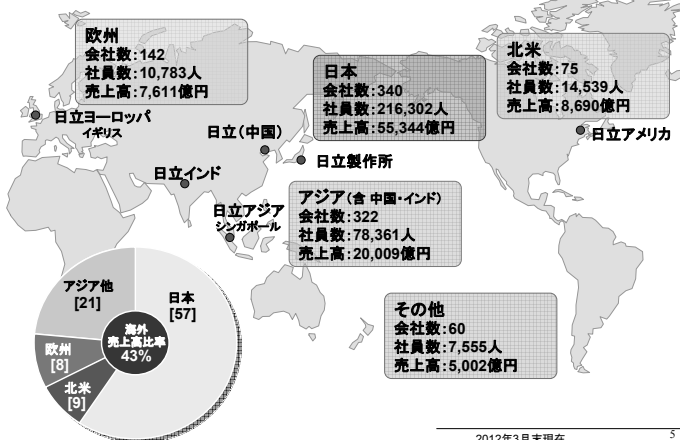 欧州
会社数:142
社員数:10,783人
売上高:7,611億円
日本
会社数:340
社員数:216,302人
売上高:55,344億円
北米
会社数:75
社員数:14,539人
売上高:8,690億円
日立ヨーロッパ
イギリス
日立(中国)
日立アメリカ
日立製作所
日立インド
日立アジア
シンガポール
アジア(含 中国・インド)
会社数:322
社員数:78,361人
売上高:20,009億円
その他
会社数:60
社員数:7,555人
売上高:5,002億円
アジア他
[21]
日本
[57]
海外
売上高比率
43%
欧州
[8]
北米
[9]
2012年3月末現在
5